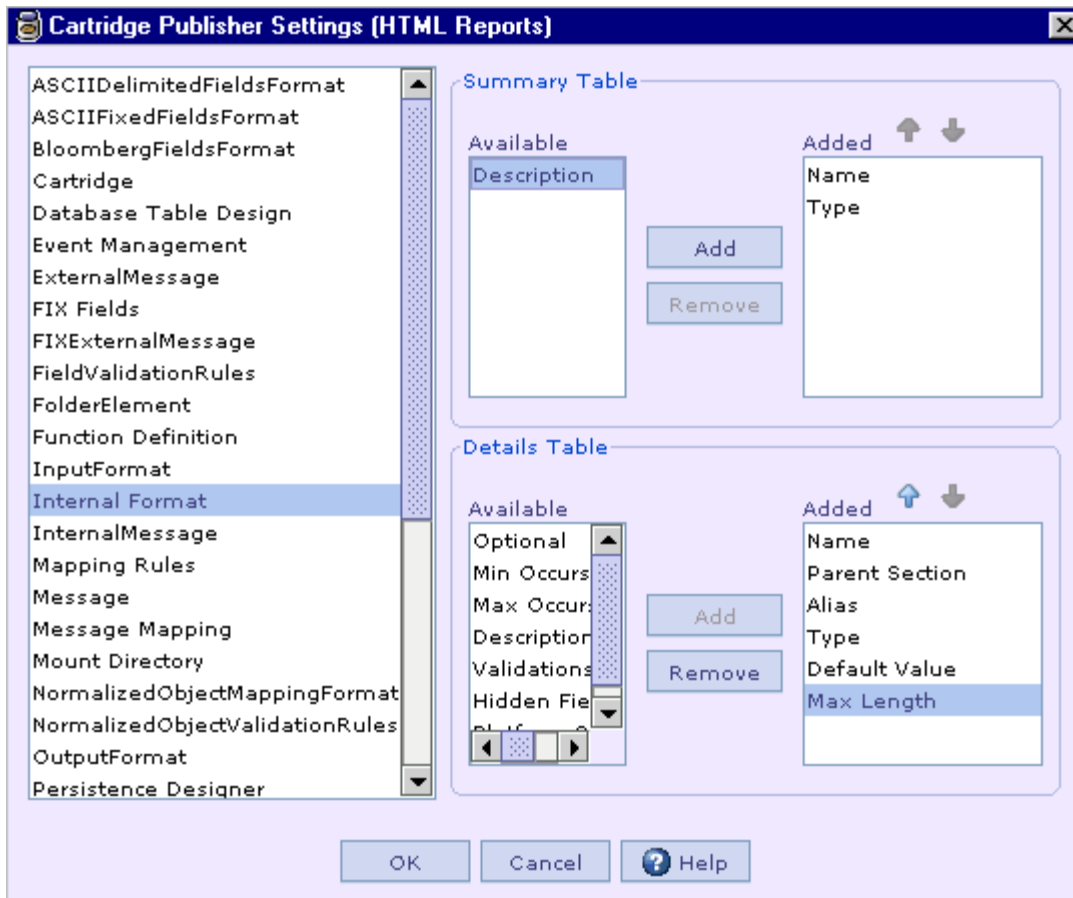 Cartridge Publisher Settings (HTML Reports)
ASCIIDelimitedFieldsFormat
ASCIIFixedFieldsFormat
BloombergFieldsFormat
Cartridge
Database Table Design
Event Management
ExternalMessage
FIX Fields
FIXExternalMessage
FieldValidationRules
FolderElement
Function Definition
InputFormat
Internal Format
InternalMessage
Mapping Rules
Message
Message Mapping
Mount Directory
NormalizedObjectMappingFormat
NormalizedObjectValidationRules
OutputFormat
Persistence Designer
Summary Table
Available
Description
Add
Remove
Added
Name
Type
Details Table
Available
Optional
Min Occurs
Max Occur
Description
Validations
Hidden Fie
Add
Remove
Added
Name
Parent Section
Alias
Type
Default Value
Max Length
OK
Cancel
Help